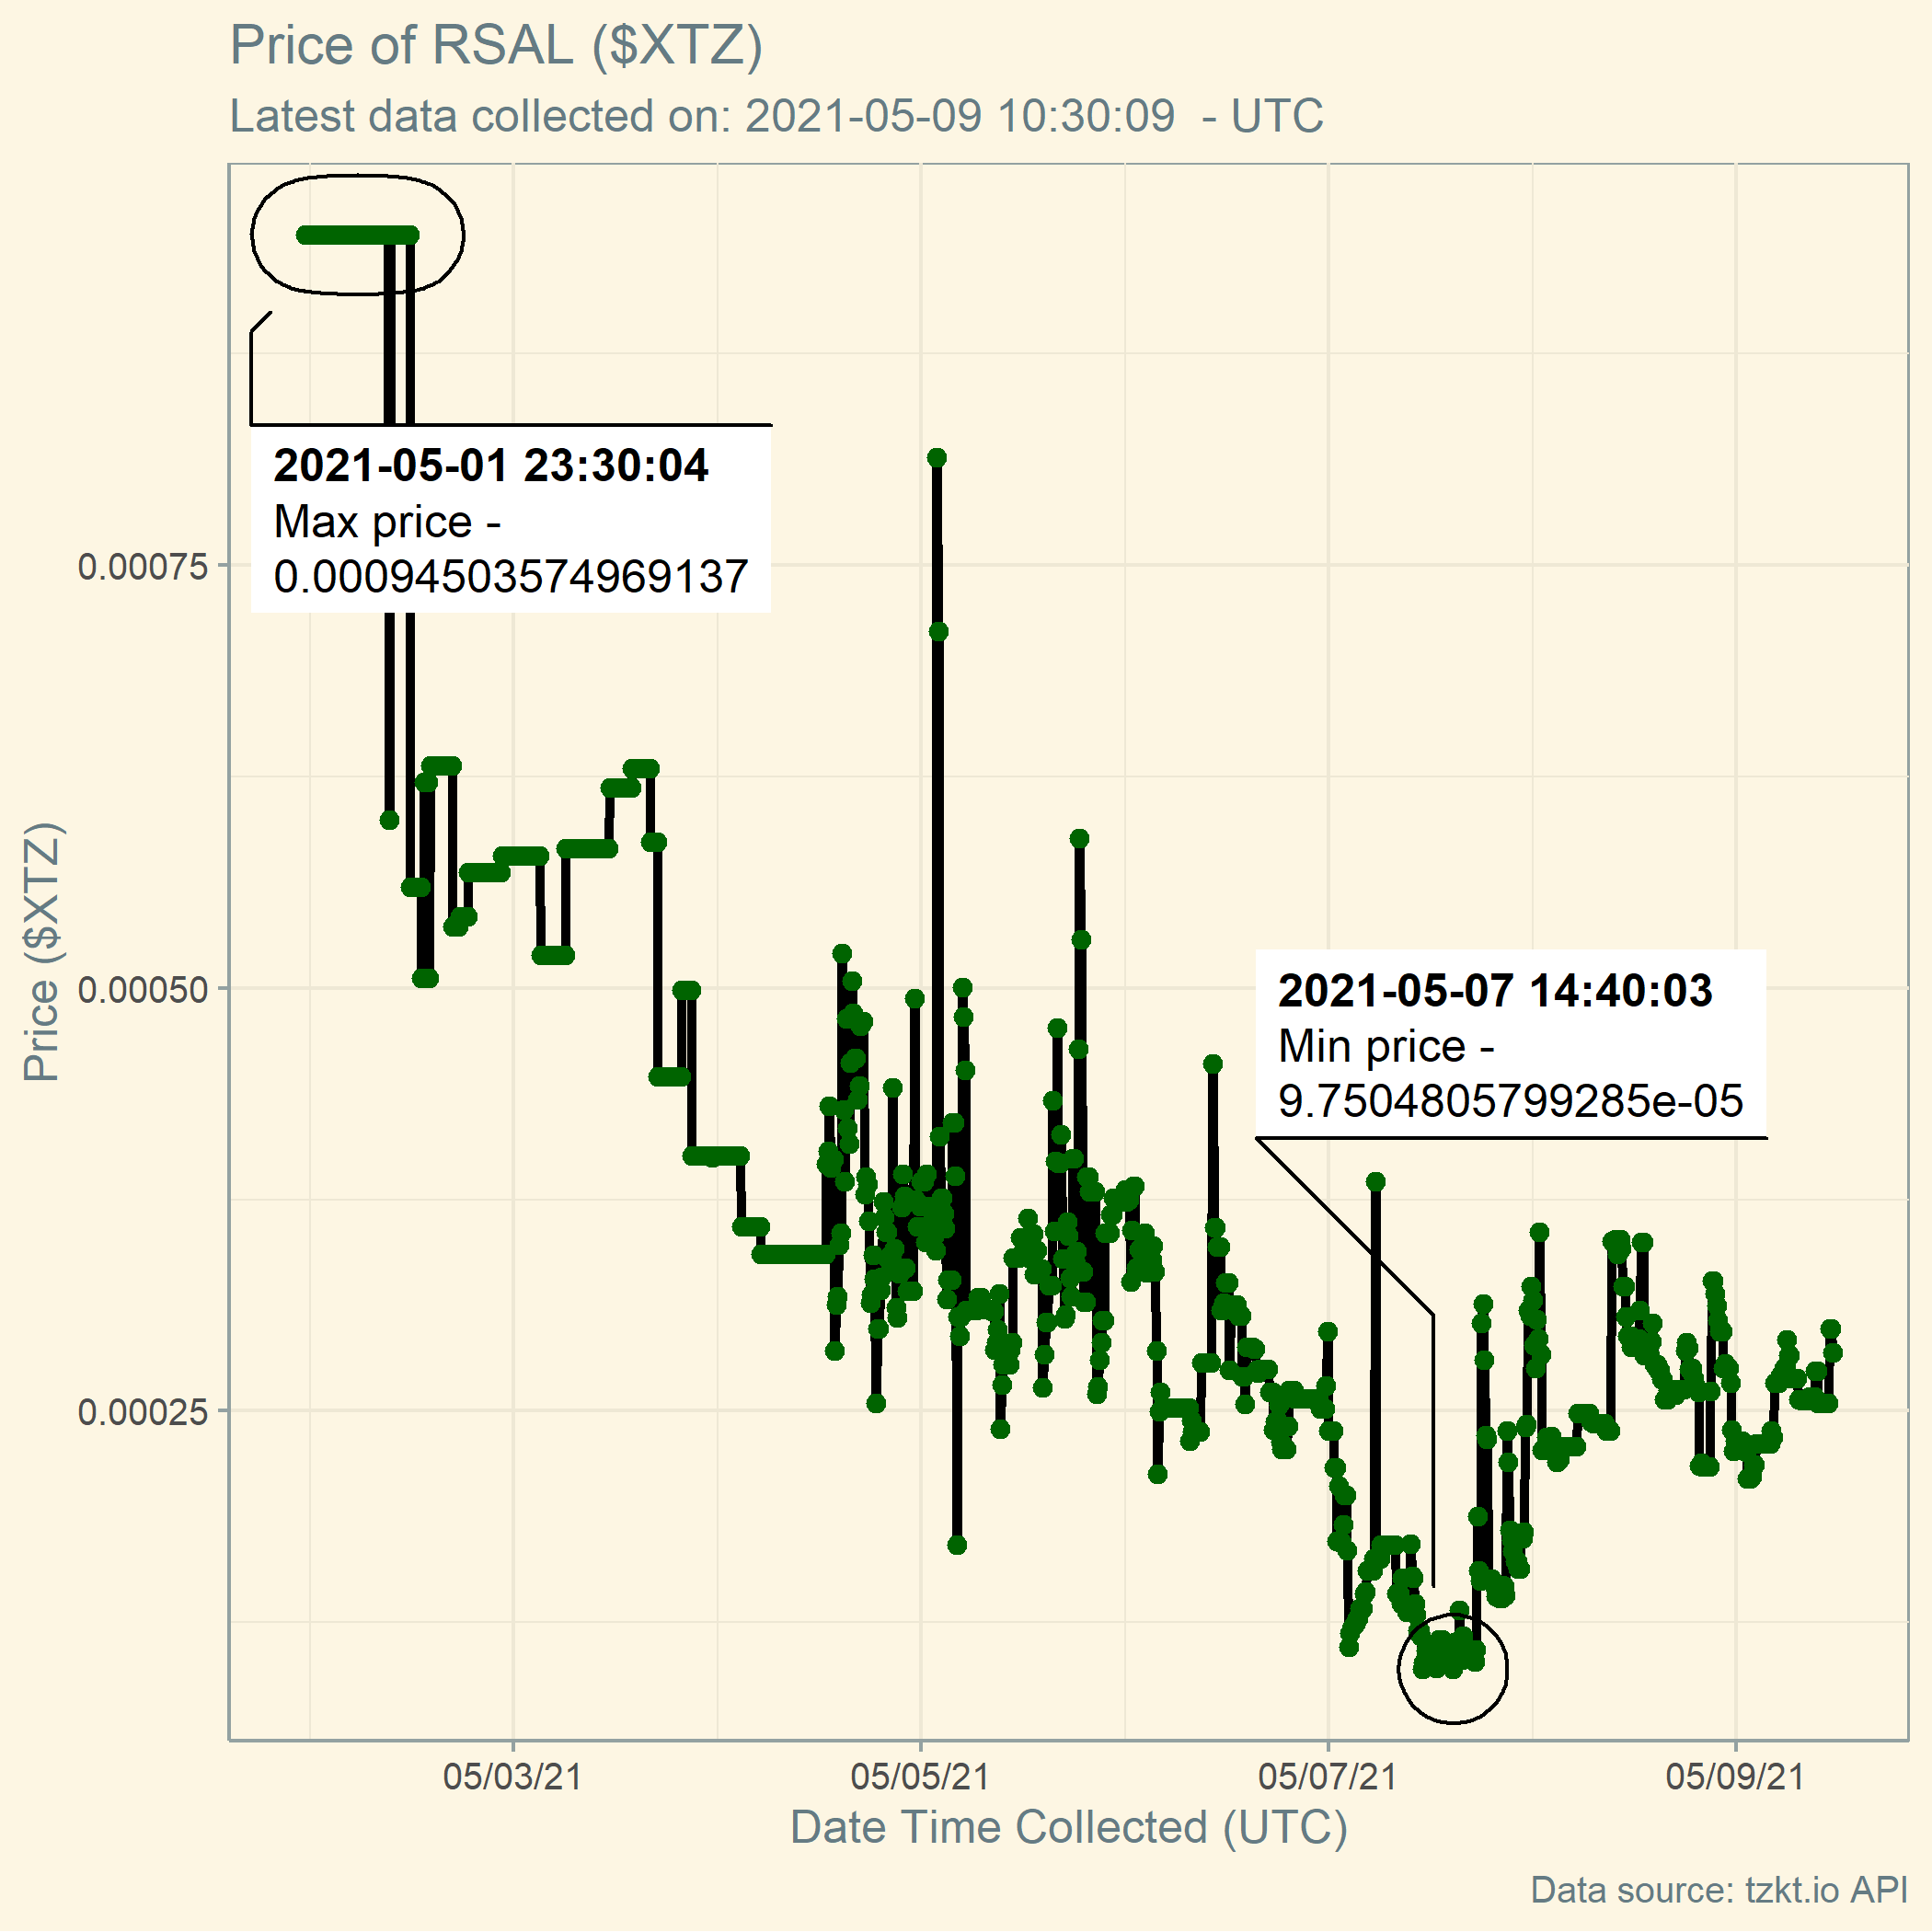 Price of RSAL ($XTZ)
Latest data collected on: 2021-05-09 10:30:09  - UTC
2021-05-01 23:30:04
Max price -
0.00094503574969137
0.00075
Price ($XTZ)
0.00050
2021-05-07 14:40:03
Min price -
9.7504805799285e-05
0.00025
05/03/21
05/05/21
05/07/21
05/09/21
Date Time Collected (UTC)
Data source: tzkt.io API